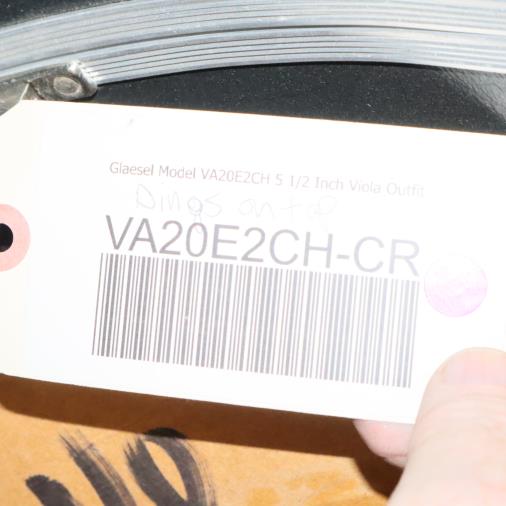 Glaesel Model VA20E2CH 5 1/2 Inch Viola Outfit
Dings on top
VA20E2CH-CR